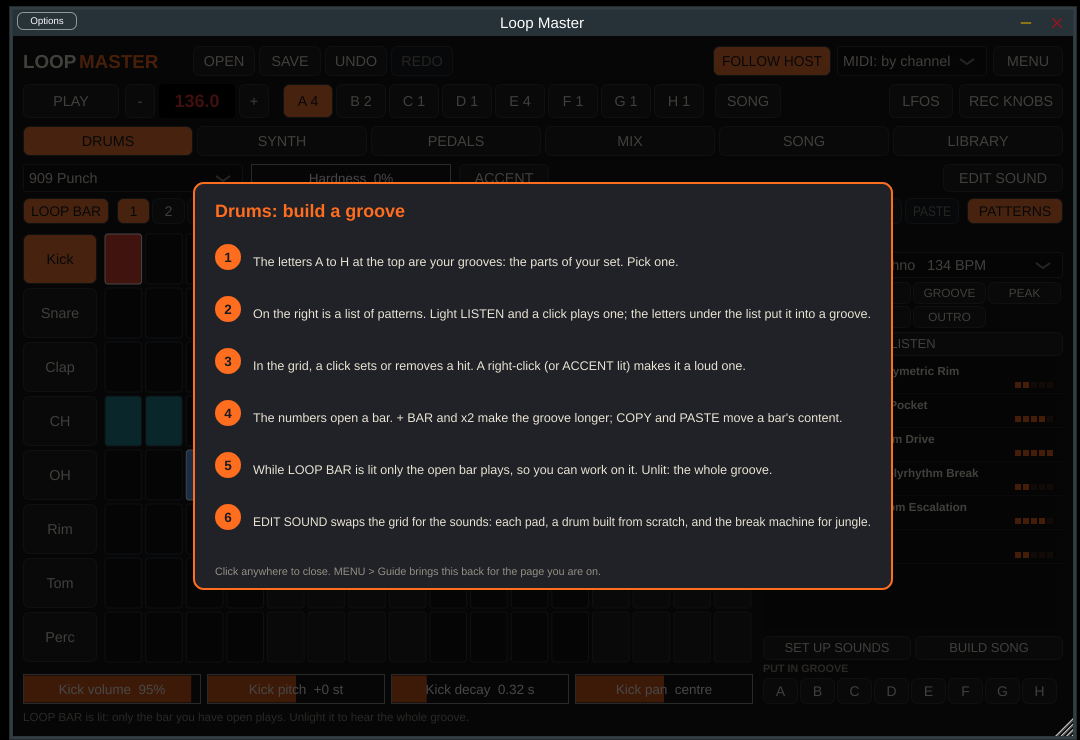 Options
Loop Master
LOOPMASTER OPEN SAVE UNDO REDO FOLLOW HOST MIDI: by channel MENU
PLAY - 136.0 + A 4 B 2 C 1 D 1 E 4 F 1 G 1 H 1 SONG LFOS REC KNOBS
DRUMS SYNTH PEDALS MIX SONG LIBRARY
909 Punch Hardness 0% ACCENT EDIT SOUND
LOOP BAR 1 2 PASTE PATTERNS
Drums: build a groove
1 The letters A to H at the top are your grooves: the parts of your set. Pick one.
2 On the right is a list of patterns. Light LISTEN and a click plays one; the letters under the list put it into a groove.
3 In the grid, a click sets or removes a hit. A right-click (or ACCENT lit) makes it a loud one.
4 The numbers open a bar. + BAR and x2 make the groove longer; COPY and PASTE move a bar's content.
5 While LOOP BAR is lit only the open bar plays, so you can work on it. Unlit: the whole groove.
6 EDIT SOUND swaps the grid for the sounds: each pad, a drum built from scratch, and the break machine for jungle.
Click anywhere to close. MENU > Guide brings this back for the page you are on.
Kick
Snare
Clap
CH
OH
Rim
Tom
Perc
134 BPM
GROOVE PEAK
OUTRO
LISTEN
Rim
Pocket
Drive
Break
Escalation
SET UP SOUNDS BUILD SONG
PUT IN GROOVE
A B C D E F G H
Kick volume 95% Kick pitch +0 st Kick decay 0.32 s Kick pan centre
LOOP BAR is lit: only the bar you have open plays. Unlight it to hear the whole groove.